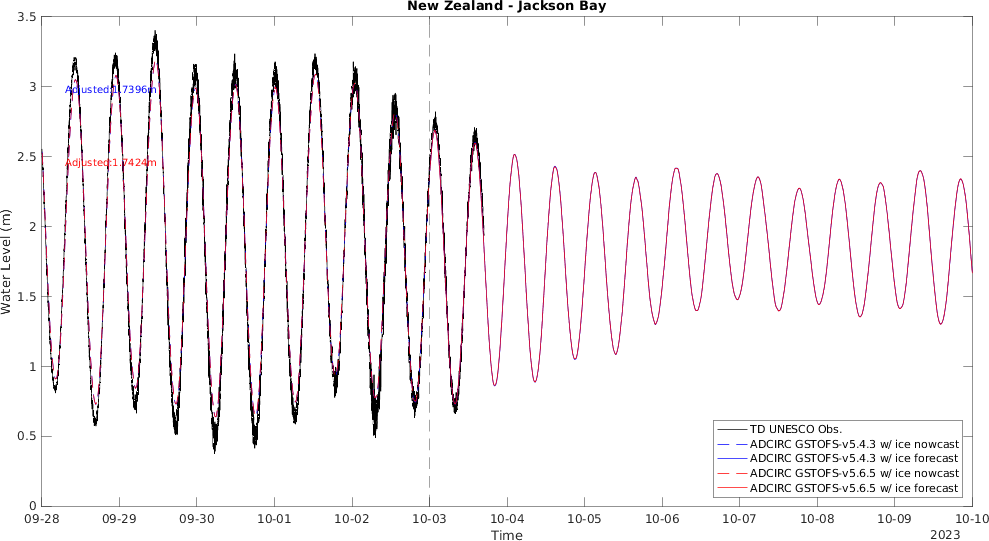 New Zealand - Jackson Bay
3.5
3
2.5
2
1.5
1
0.5
0
Water Level (m)
Adjusted:1.7396m
Adjusted:1.7424m
TD UNESCO Obs.
ADCIRC GSTOFS-v5.4.3 w/ ice nowcast
ADCIRC GSTOFS-v5.4.3 w/ ice forecast
ADCIRC GSTOFS-v5.6.5 w/ ice nowcast
ADCIRC GSTOFS-v5.6.5 w/ ice forecast
09-28 09-29 09-30 10-01 10-02 10-03 10-04 10-05 10-06 10-07 10-08 10-09 10-10
Time
2023